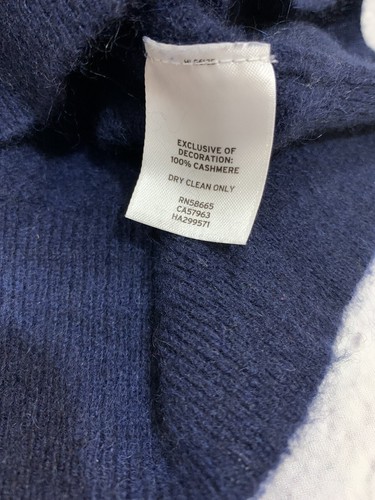 EXCLUSIVE OF
DECORATION:
100% CASHMERE
DRY CLEAN ONLY
RN58665
CA57963
HA299571